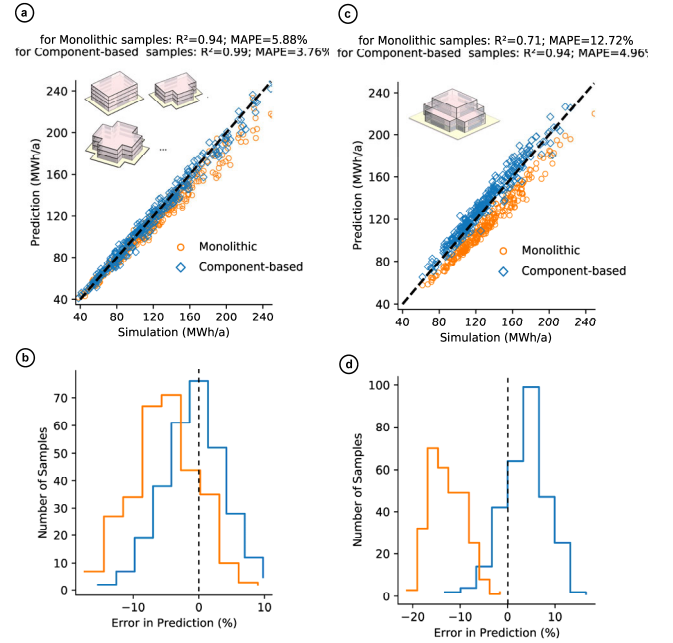 a
for Monolithic samples: R²=0.94; MAPE=5.88%
for Component-based samples: R²=0.99; MAPE=3.76%
240
200
160
120
80
40
Prediction (MWh/a)
...
Monolithic
Component-based
40 80 120 160 200 240
Simulation (MWh/a)
c
for Monolithic samples: R²=0.71; MAPE=12.72%
for Component-based samples: R²=0.94; MAPE=4.96%
240
200
160
120
80
40
Prediction (MWh/a)
Monolithic
Component-based
40 80 120 160 200 240
Simulation (MWh/a)
b
70
60
50
40
30
20
10
0
Number of Samples
−10 0 10
Error in Prediction (%)
d
100
80
60
40
20
0
Number of Samples
−20 −10 0 10
Error in Prediction (%)